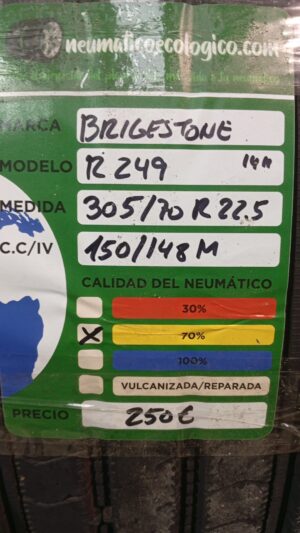 neumaticoecologico.com
MARCA BRIGESTONE
MODELO R 249 14"
MEDIDA 305/70 R 22.5
C.C/IV 150/148 M
CALIDAD DEL NEUMÁTICO
30%
X 70%
100%
VULCANIZADA/REPARADA
PRECIO 250€